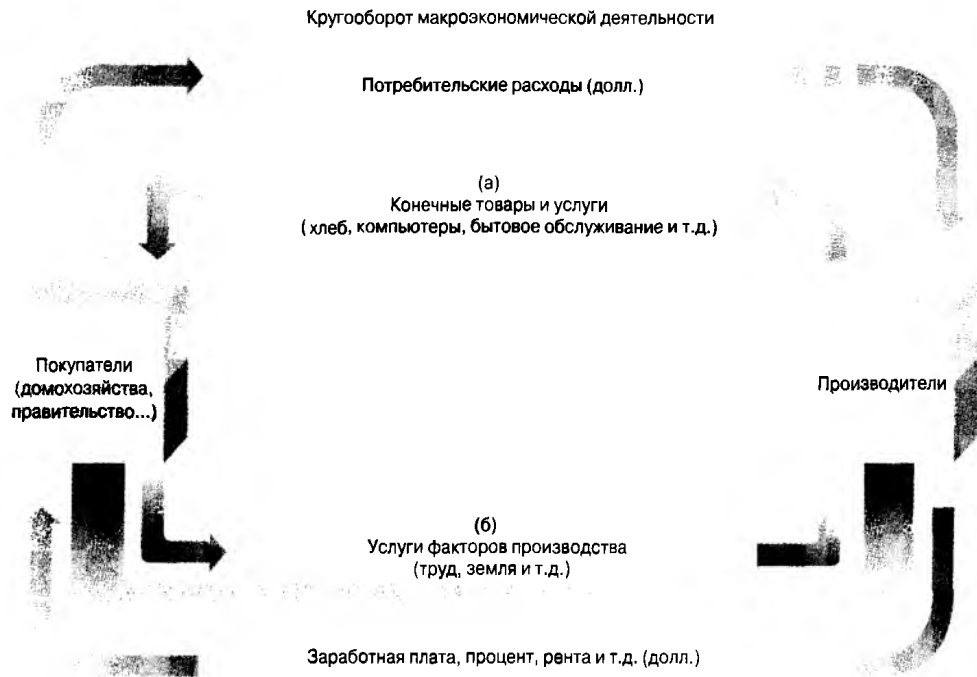 Кругооборот макроэкономической деятельности
Потребительские расходы (долл.)
(а)
Конечные товары и услуги
( хлеб, компьютеры, бытовое обслуживание и т.д.)
Покупатели
(домохозяйства,
правительство...)
Производители
(б)
Услуги факторов производства
(труд, земля и т.д.)
Заработная плата, процент, рента и т.д. (долл.)